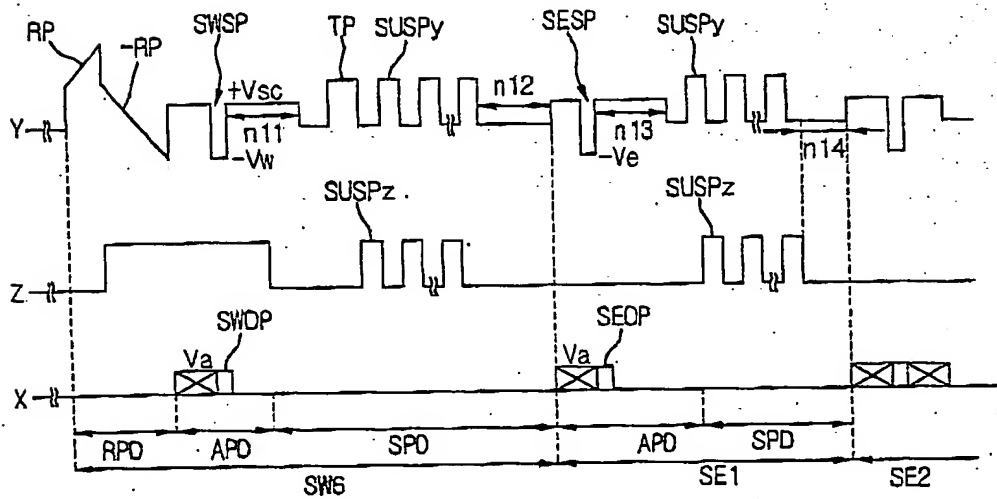 RP
-RP
SWSP
TP
SUSPy
SESP
SUSPy
+Vsc
n12
Y
n11
-Vw
n13
-Ve
n14
SUSPz
SUSPz
Z
SWDP
SEDP
Va
Va
X
RPD
APD
SPD
APD
SPD
SW6
SE1
SE2